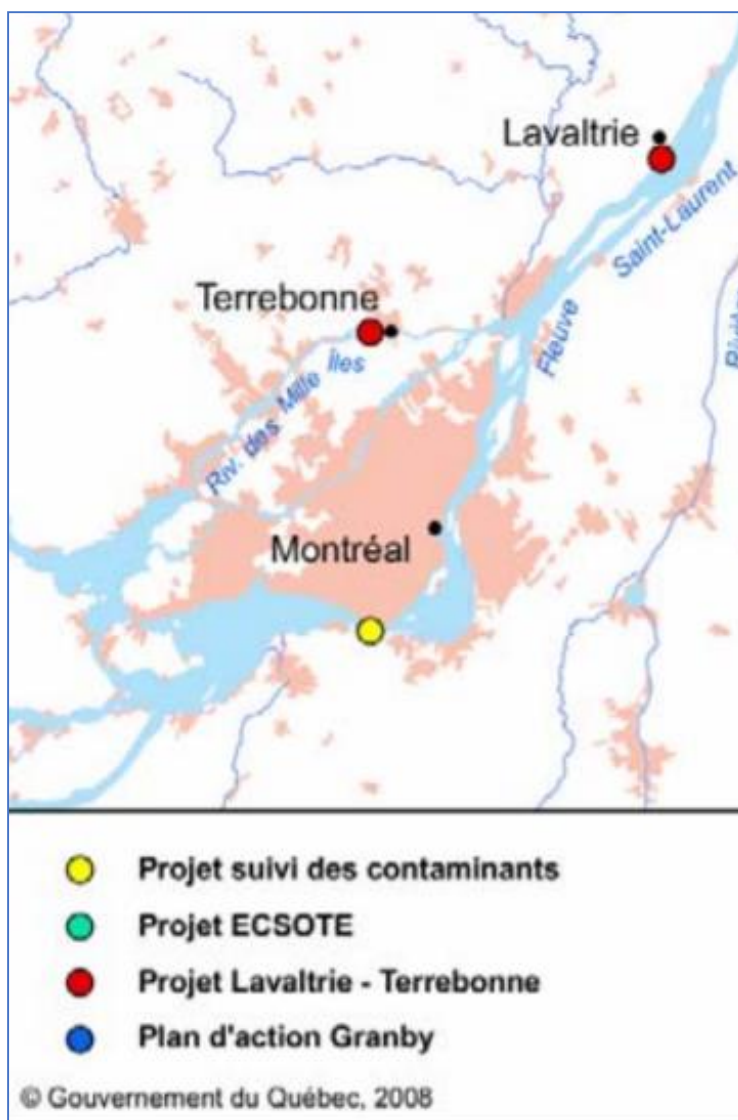 Lavaltrie
Saint-Laurent
Terrebonne
Fleuve
Riv. des Mille Îles
Montréal
Projet suivi des contaminants
Projet ECSOTE
Projet Lavaltrie - Terrebonne
Plan d'action Granby
© Gouvernement du Québec, 2008